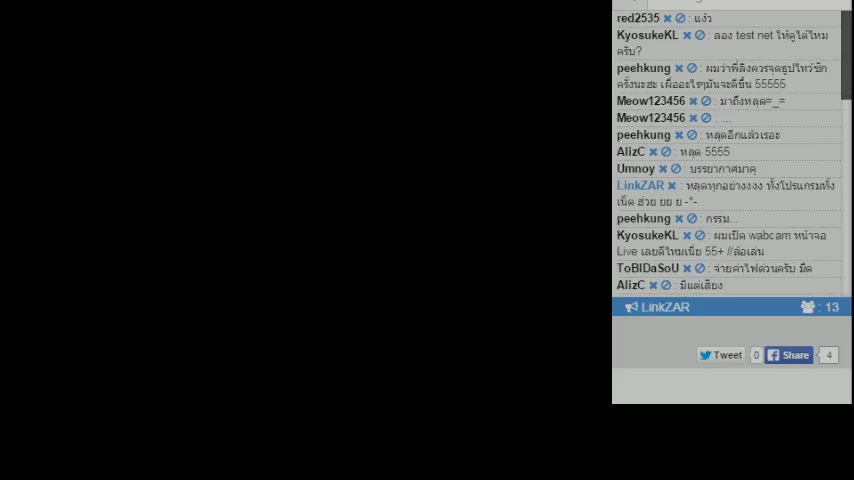 red2535 : แง้ว
KyosukeKL : ลอง test net ให้ดูได้ไหม
ครับ?
peehkung : ผมว่าพี่ลิงควรจุดธูปไหว้ซัก
ครั้งนะฮะ เผื่ออะไรๆมันจะดีขึ้น 55555
Meow123456 : มาถึงหลุด=_=
Meow123456 : ...
peehkung : หลุดอีกแล้วเรอะ
AlizC : หลุด 5555
Umnoy : บรรยากาศมาคุ
LinkZAR : หลุดทุกอย่างงงง ทั้งโปรแกรมทั้ง
เน็ต ฮ่วย ยย ย -*-
peehkung : กรรม...
KyosukeKL : ผมเปิด wabcam หน้าจอ
Live เลยดีไหมเนี่ย 55+ //ล้อเล่น
ToBIDaSoU : จ่ายค่าไฟด่วนครับ มืด
AlizC : มีแต่เสียง
LinkZAR : 13
Tweet 0 Share 4